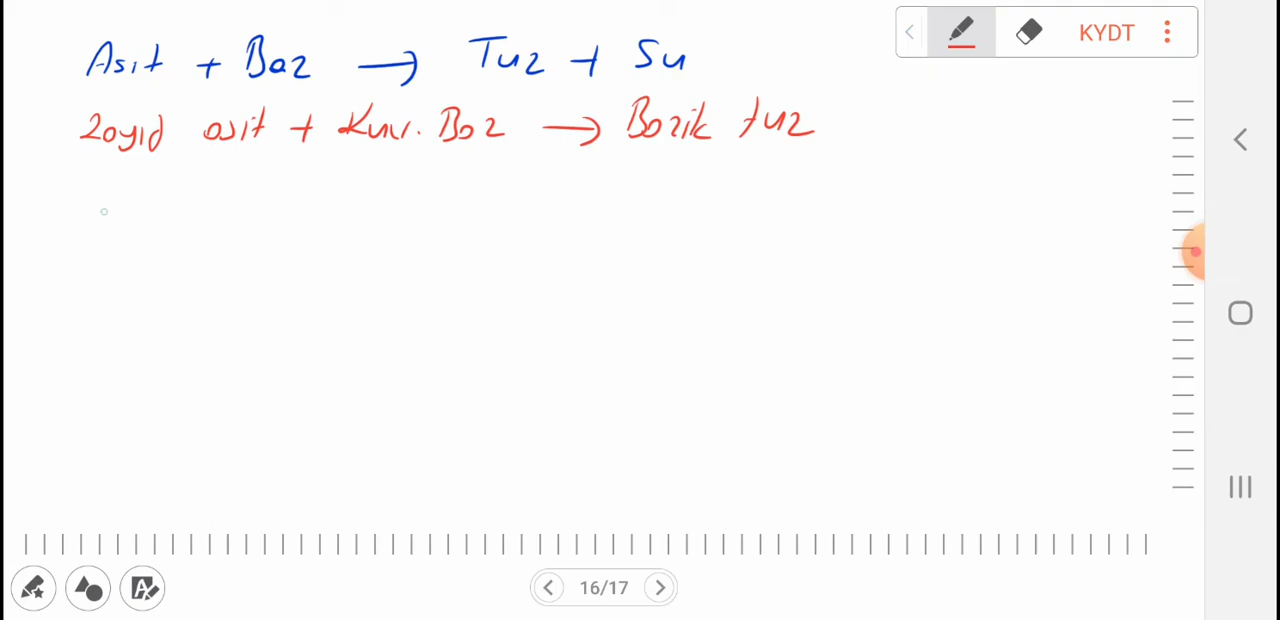 KYDT
Asit + Baz → Tuz + Su
Zayıf asit + Kuv. Baz → Bazik tuz
16/17